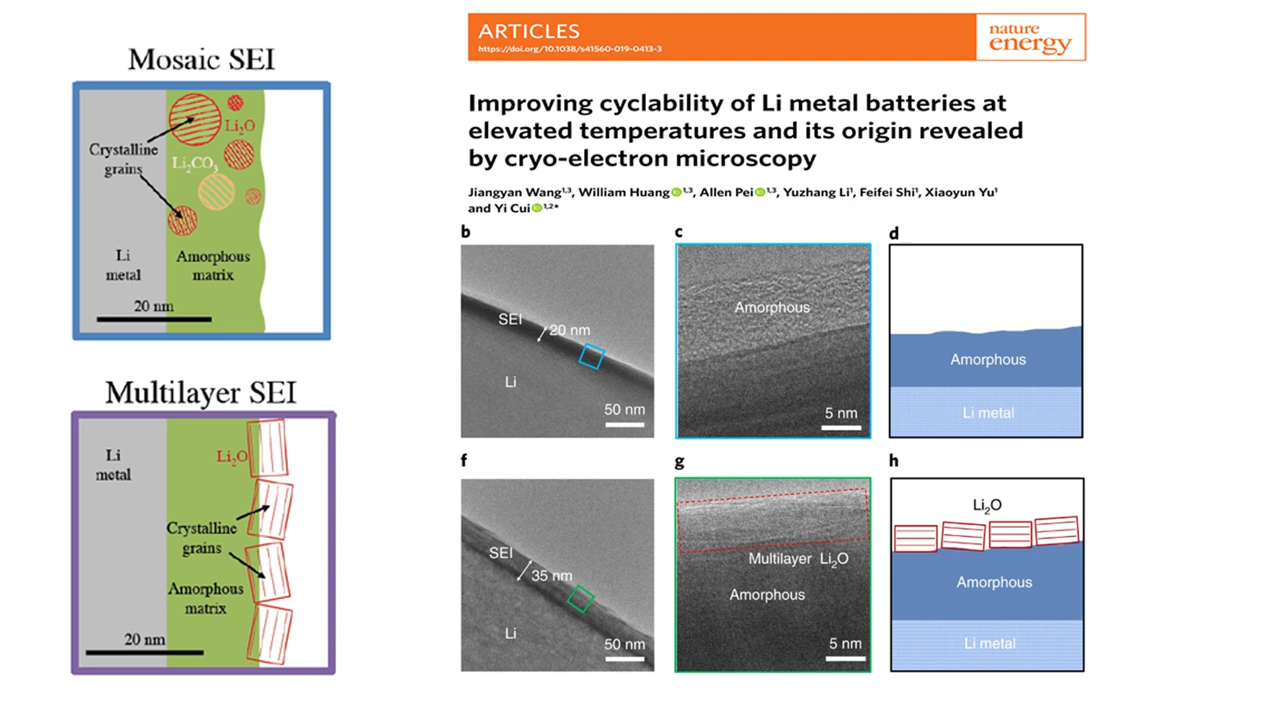 Mosaic SEI
Li₂O
Crystalline
grains
Li₂CO₃
Li
metal
Amorphous
matrix
20 nm
Multilayer SEI
Li
metal
Li₂O
Crystalline
grains
Amorphous
matrix
20 nm
ARTICLES
https://doi.org/10.1038/s41560-019-0413-3
nature
energy
Improving cyclability of Li metal batteries at
elevated temperatures and its origin revealed
by cryo-electron microscopy
Jiangyan Wang1,3, William Huang1,3, Allen Pei1,3, Yuzhang Li1, Feifei Shi1, Xiaoyun Yu1
and Yi Cui1,2*
b
SEI
20 nm
Li
50 nm
c
Amorphous
5 nm
d
Amorphous
Li metal
f
SEI
35 nm
Li
50 nm
g
Multilayer Li₂O
Amorphous
5 nm
h
Li₂O
Amorphous
Li metal